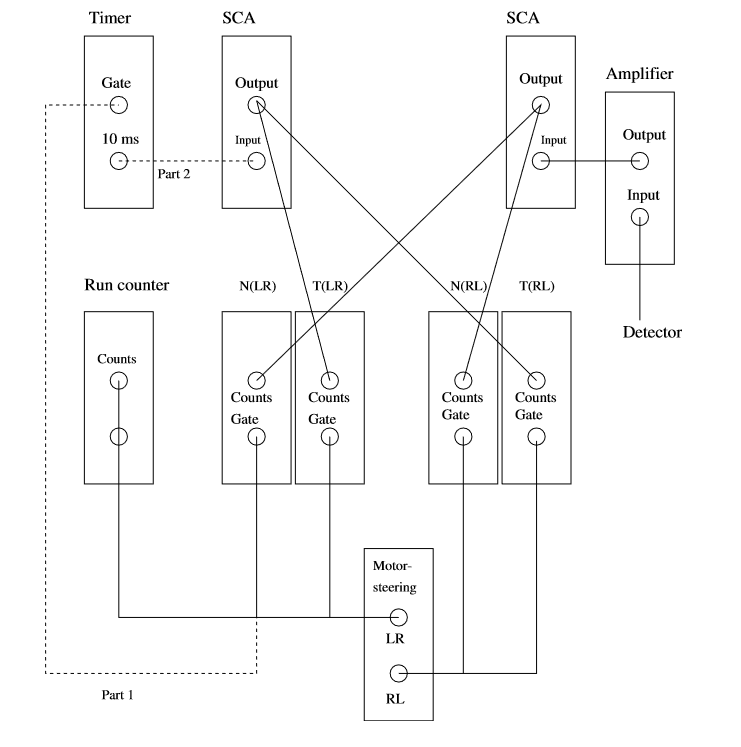 Timer
SCA
SCA
Amplifier
Gate
Output
Output
10 ms
Input
Input
Output
Part 2
Input
Run counter
N(LR)
T(LR)
N(RL)
T(RL)
Detector
Counts
Counts
Counts
Counts
Counts
Gate
Gate
Gate
Gate
Motor-
steering
LR
RL
Part 1